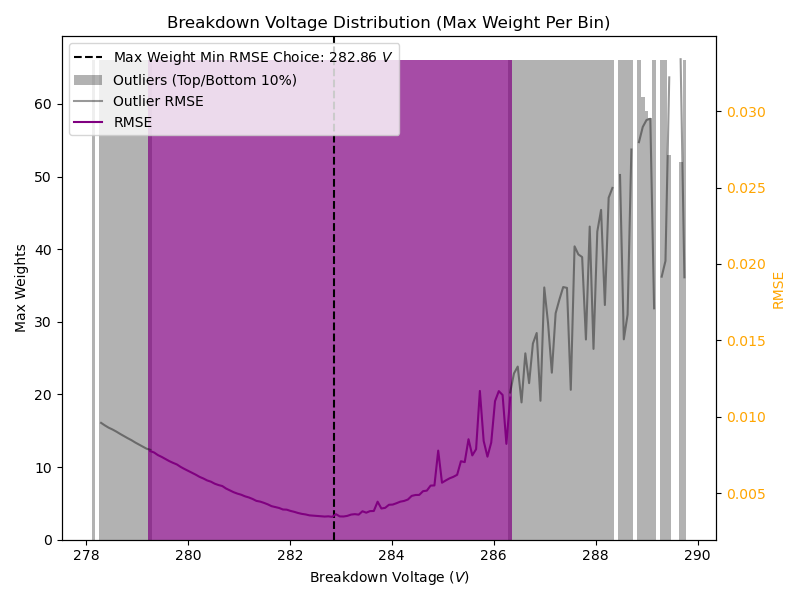 Breakdown Voltage Distribution (Max Weight Per Bin)
Max Weight Min RMSE Choice: 282.86 V
Outliers (Top/Bottom 10%)
Outlier RMSE
RMSE
Max Weights
60
50
40
30
20
10
0
0.030
0.025
0.020
0.015
0.010
0.005
RMSE
278 280 282 284 286 288 290
Breakdown Voltage (V)